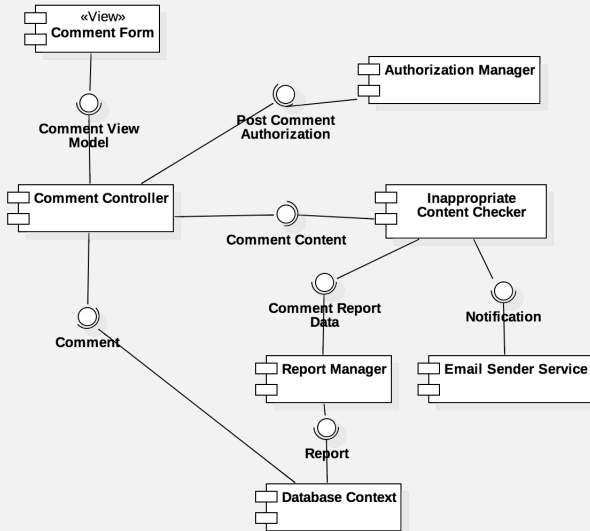 «View»
Comment Form
Authorization Manager
Comment View
Model
Post Comment
Authorization
Comment Controller
Inappropriate
Content Checker
Comment Content
Comment Report
Data
Notification
Comment
Report Manager
Email Sender Service
Report
Database Context